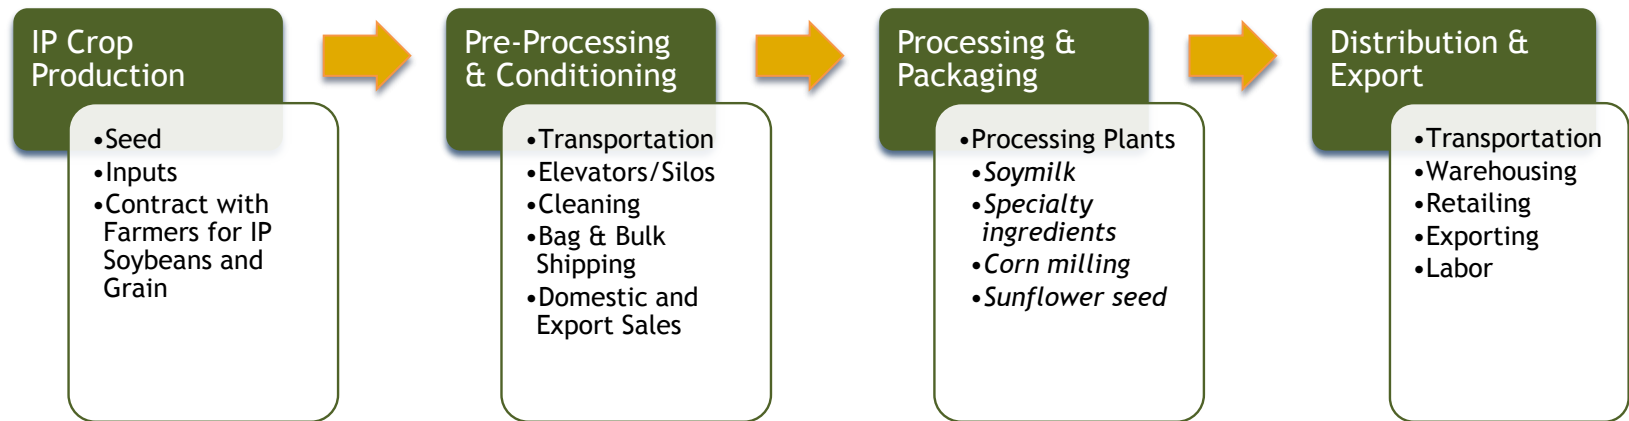 IP Crop
Production
•Seed
•Inputs
•Contract with
Farmers for IP
Soybeans and
Grain
Pre-Processing
& Conditioning
•Transportation
•Elevators/Silos
•Cleaning
•Bag & Bulk
Shipping
•Domestic and
Export Sales
Processing &
Packaging
•Processing Plants
•Soymilk
•Specialty
ingredients
•Corn milling
•Sunflower seed
Distribution &
Export
•Transportation
•Warehousing
•Retailing
•Exporting
•Labor